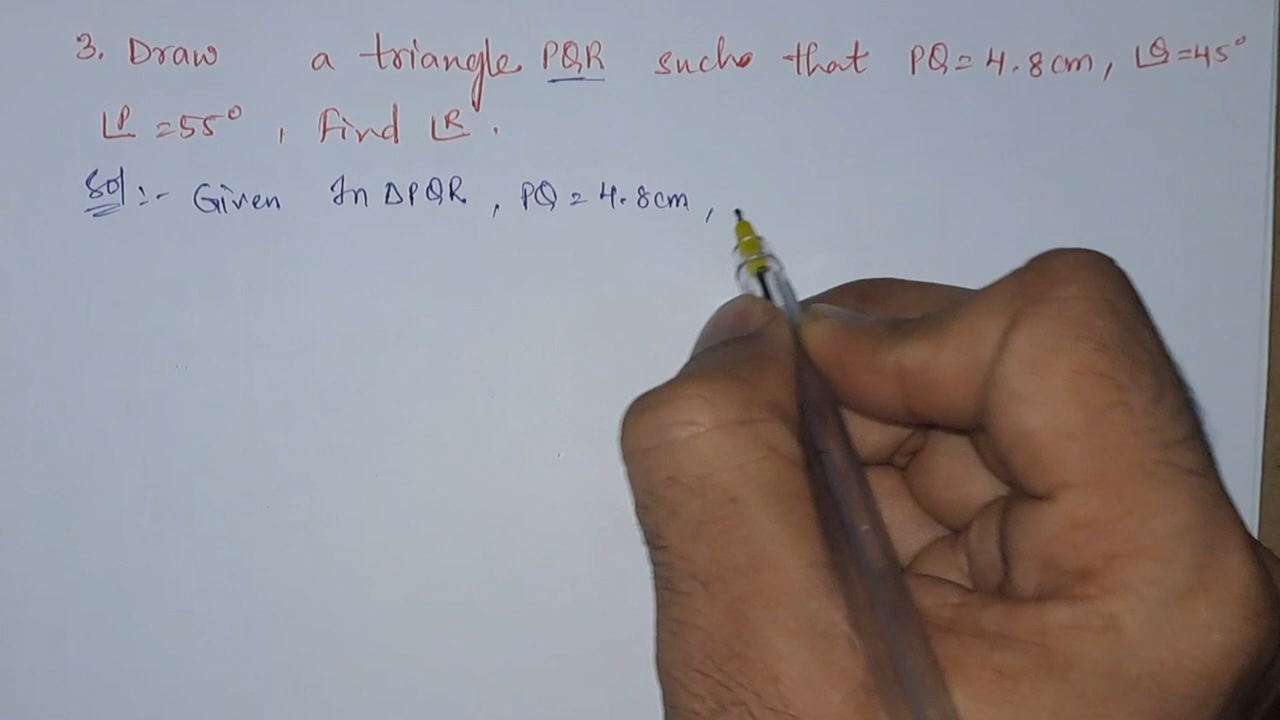 3. Draw a triangle PQR such that PQ = 4.8cm, ∠Q=45°
∠P =55°, Find ∠R.
Sol:- Given In ΔPQR, PQ = 4.8cm,